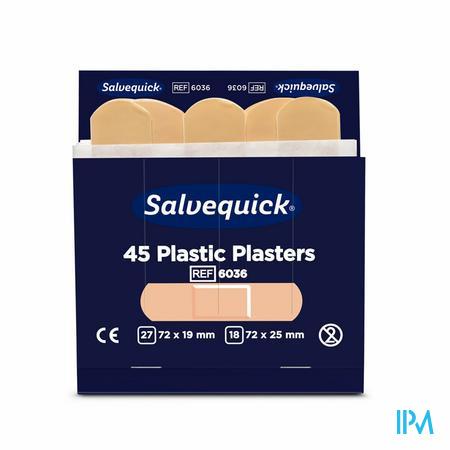 Salvequick® REF 6036 REF 6036 Salvequick®
Salvequick®
45 Plastic Plasters
REF 6036
CE 27 72 x 19 mm 18 72 x 25 mm 2
IPM